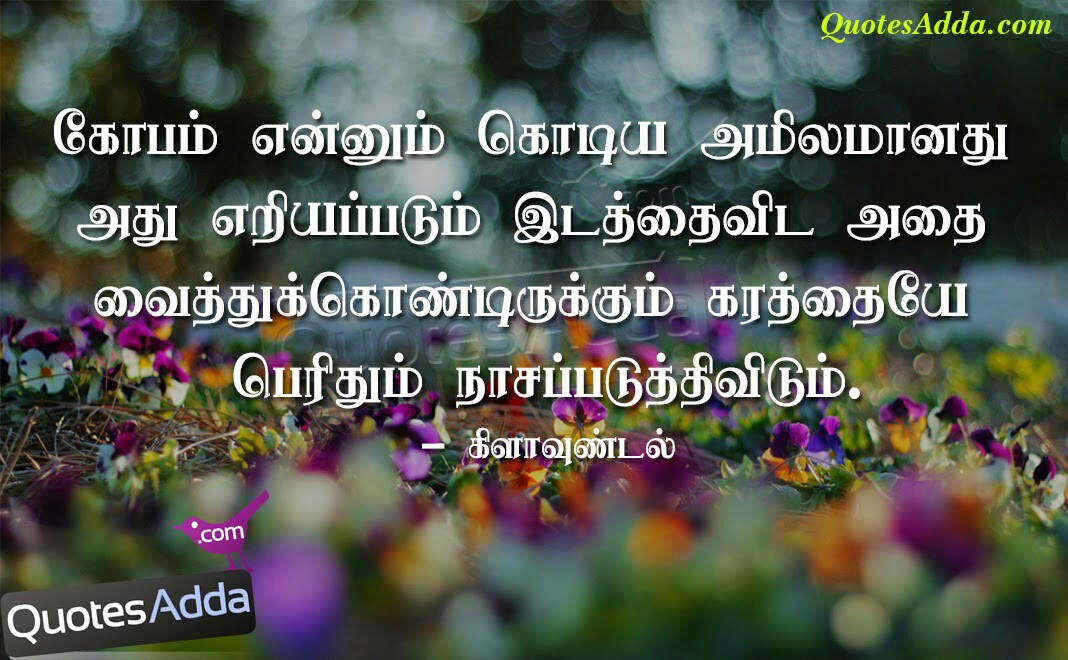 QuotesAdda.com
கோபம் என்னும் கொடிய அமிலமானது
அது எறியப்படும் இடத்தைவிட அதை
வைத்துக்கொண்டிருக்கும் கரத்தையே
பெரிதும் நாசப்படுத்திவிடும்.
- கிளாவுண்டல்
.com
QuotesAdda